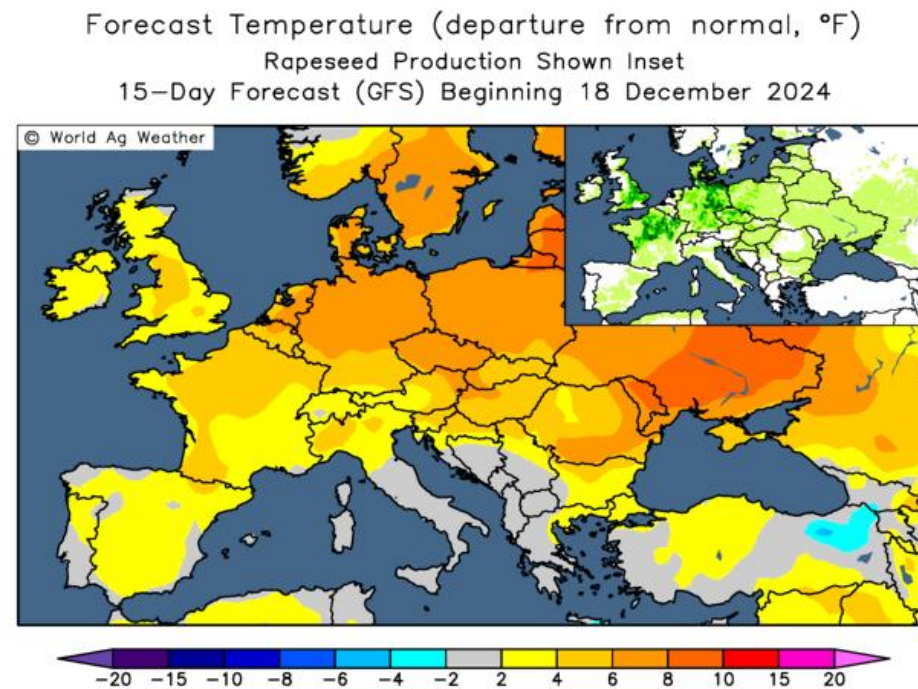 Forecast Temperature (departure from normal, °F)
Rapeseed Production Shown Inset
15-Day Forecast (GFS) Beginning 18 December 2024
© World Ag Weather
-20 -15 -10 -8 -6 -4 -2 2 4 6 8 10 15 20